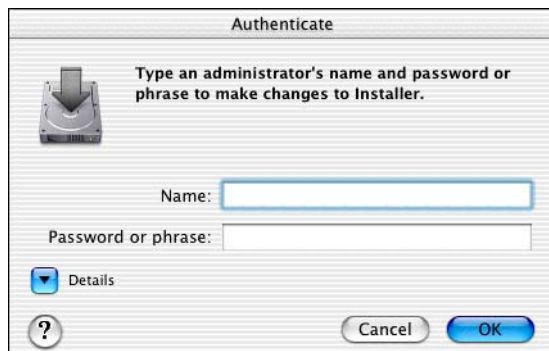 Authenticate
Type an administrator's name and password or
phrase to make changes to Installer.
Name:
Password or phrase:
Details
?
Cancel
OK